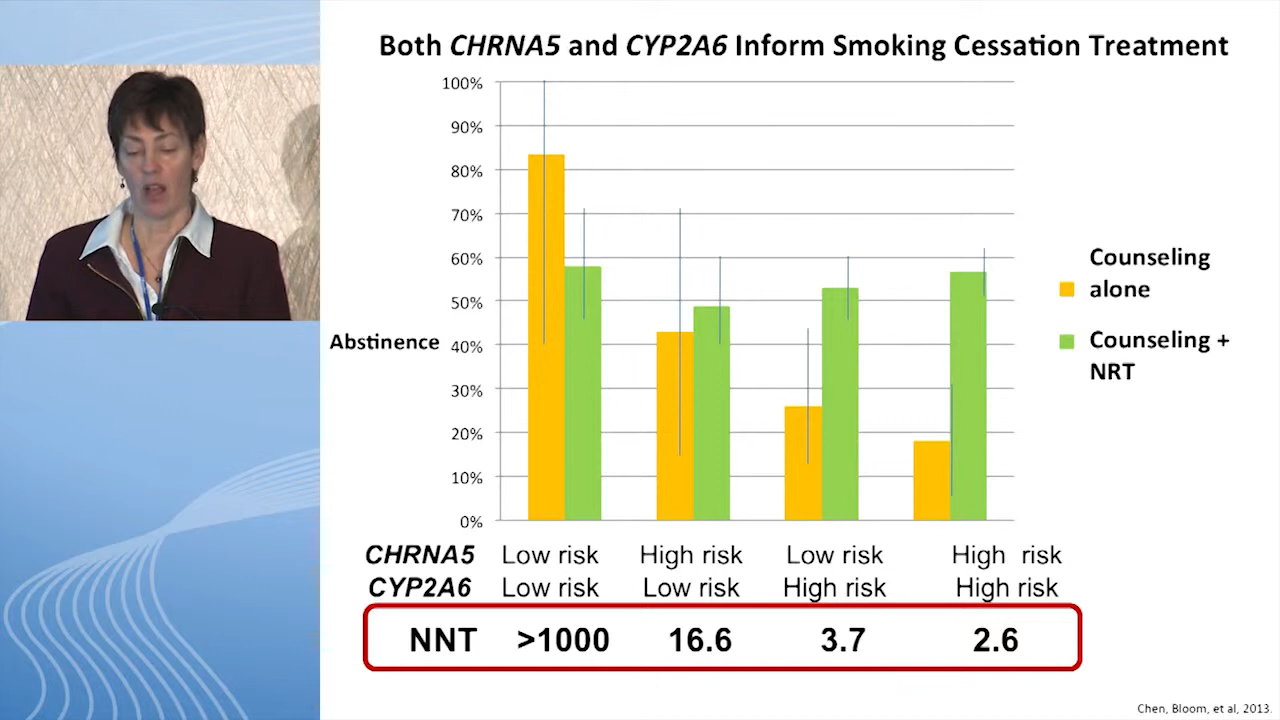 Both CHRNA5 and CYP2A6 Inform Smoking Cessation Treatment
100%
90%
80%
70%
60%
50%
40%
30%
20%
10%
0%
Abstinence
Counseling
alone
Counseling +
NRT
CHRNA5 Low risk High risk Low risk High risk
CYP2A6 Low risk Low risk High risk High risk
NNT >1000 16.6 3.7 2.6
Chen, Bloom, et al, 2013.